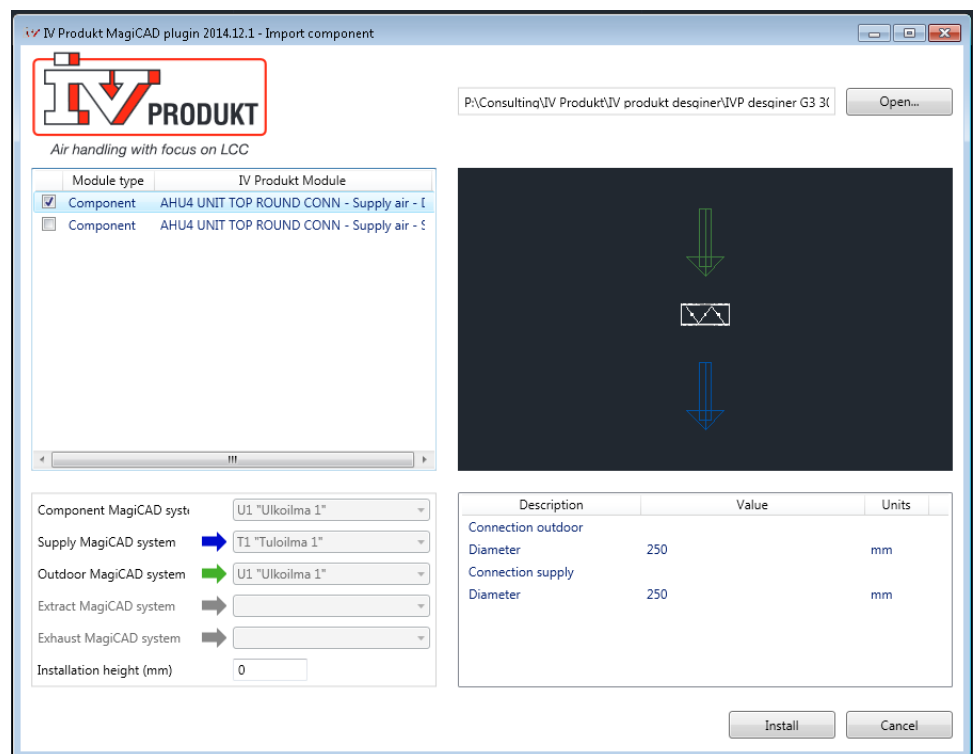 IV Produkt MagiCAD plugin 2014.12.1 - Import component
IV PRODUKT
Air handling with focus on LCC
P:\Consulting\IV Produkt\IV produkt desginer\IVP desginer G3 3(
Open...
Module type IV Produkt Module
Component AHU4 UNIT TOP ROUND CONN - Supply air -
Component AHU4 UNIT TOP ROUND CONN - Supply air -
Component MagiCAD syste U1 "Ulkoilma 1"
Supply MagiCAD system T1 "Tuloilma 1"
Outdoor MagiCAD system U1 "Ulkoilma 1"
Extract MagiCAD system
Exhaust MagiCAD system
Installation height (mm) 0
Description Value Units
Connection outdoor
Diameter 250 mm
Connection supply
Diameter 250 mm
Install Cancel